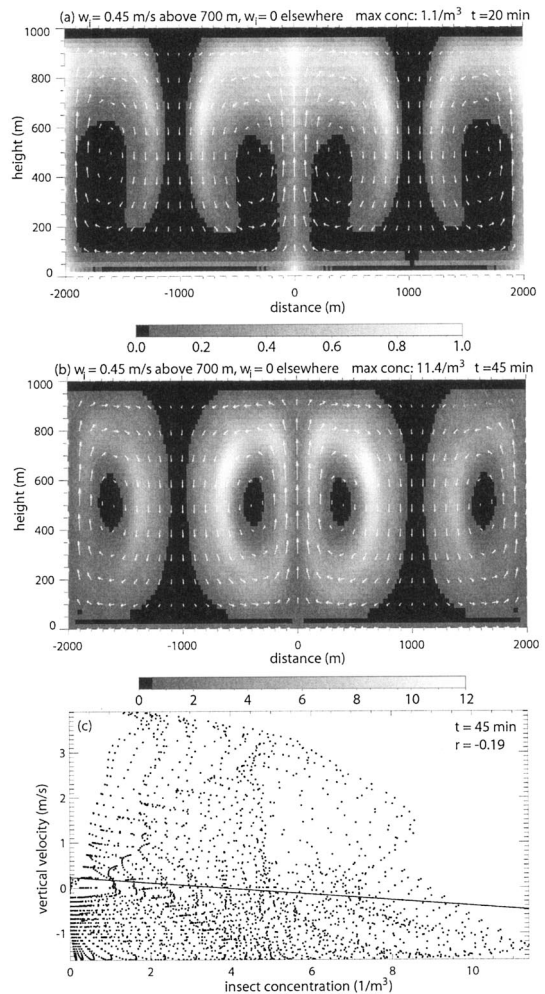 (a) wᵢ= 0.45 m/s above 700 m, wᵢ=0 elsewhere max conc: 1.1/m³ t =20 min
1000
800
600
400
200
0
height (m)
-2000 -1000 0 1000 2000
distance (m)
0.0 0.2 0.4 0.6 0.8 1.0
(b) wᵢ= 0.45 m/s above 700 m, wᵢ= 0 elsewhere max conc: 11.4/m³ t =45 min
1000
800
600
400
200
0
height (m)
-2000 -1000 0 1000 2000
distance (m)
0 2 4 6 8 10 12
(c)
t = 45 min
r = -0.19
3
2
1
0
-1
vertical velocity (m/s)
0 2 4 6 8 10
insect concentration (1/m³)